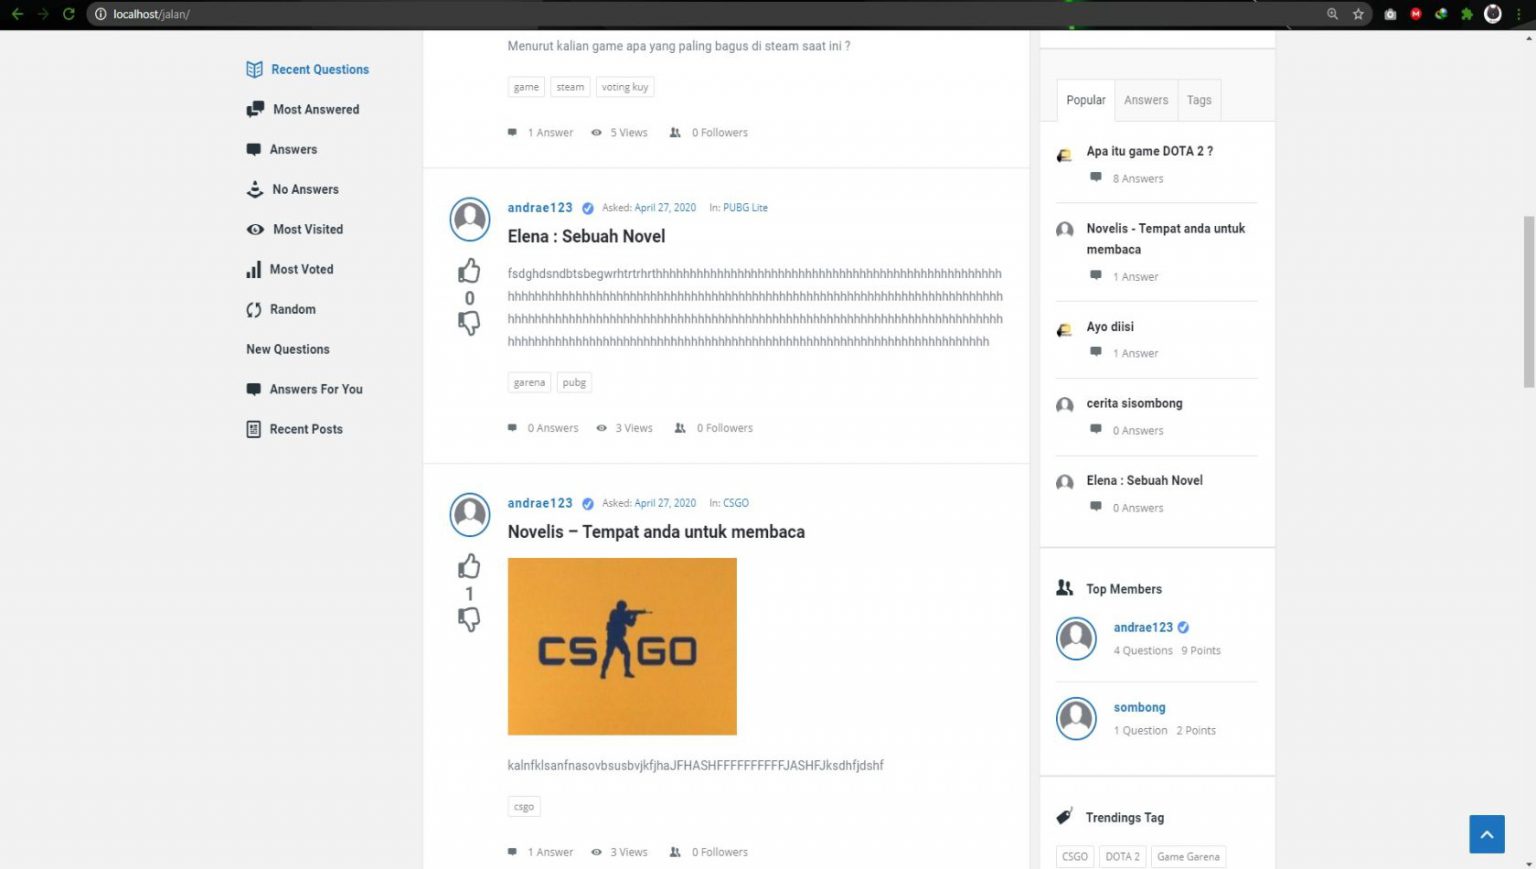 localhost/jalan/
Recent Questions
Most Answered
Answers
No Answers
Most Visited
Most Voted
Random
New Questions
Answers For You
Recent Posts
Menurut kalian game apa yang paling bagus di steam saat ini ?
game steam voting kuy
1 Answer 5 Views 0 Followers
andrae123 Asked: April 27, 2020 In: PUBG Lite
Elena : Sebuah Novel
0
garena pubg
0 Answers 3 Views 0 Followers
andrae123 Asked: April 27, 2020 In: CSGO
Novelis – Tempat anda untuk membaca
1
CS GO
kalnfklsanfnasovbsusbvjkfjhaJFHASHFFFFFFFFFFJASHFJksdhfjdshf
csgo
1 Answer 3 Views 0 Followers
Popular Answers Tags
Apa itu game DOTA 2 ?
8 Answers
Novelis - Tempat anda untuk
membaca
1 Answer
Ayo diisi
1 Answer
cerita sisombong
0 Answers
Elena : Sebuah Novel
0 Answers
Top Members
andrae123
4 Questions 9 Points
sombong
1 Question 2 Points
Trendings Tag
CSGO DOTA 2 Game Garena